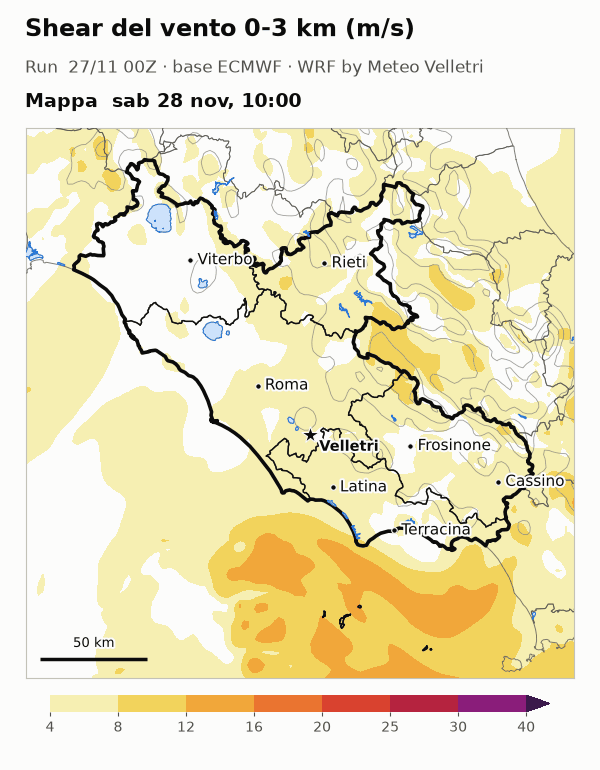 Shear del vento 0-3 km (m/s)
Run  27/11 00Z · base ECMWF · WRF by Meteo Velletri
Mappa  sab 28 nov, 10:00
Viterbo
Rieti
Roma
Velletri
Frosinone
Latina
Cassino
Terracina
50 km
4 8 12 16 20 25 30 40